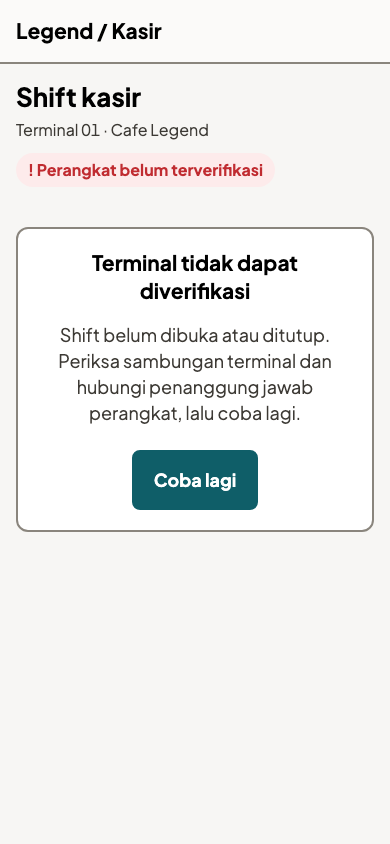 Legend / Kasir
Shift kasir
Terminal 01 · Cafe Legend
! Perangkat belum terverifikasi
Terminal tidak dapat
diverifikasi
Shift belum dibuka atau ditutup.
Periksa sambungan terminal dan
hubungi penanggung jawab
perangkat, lalu coba lagi.
Coba lagi